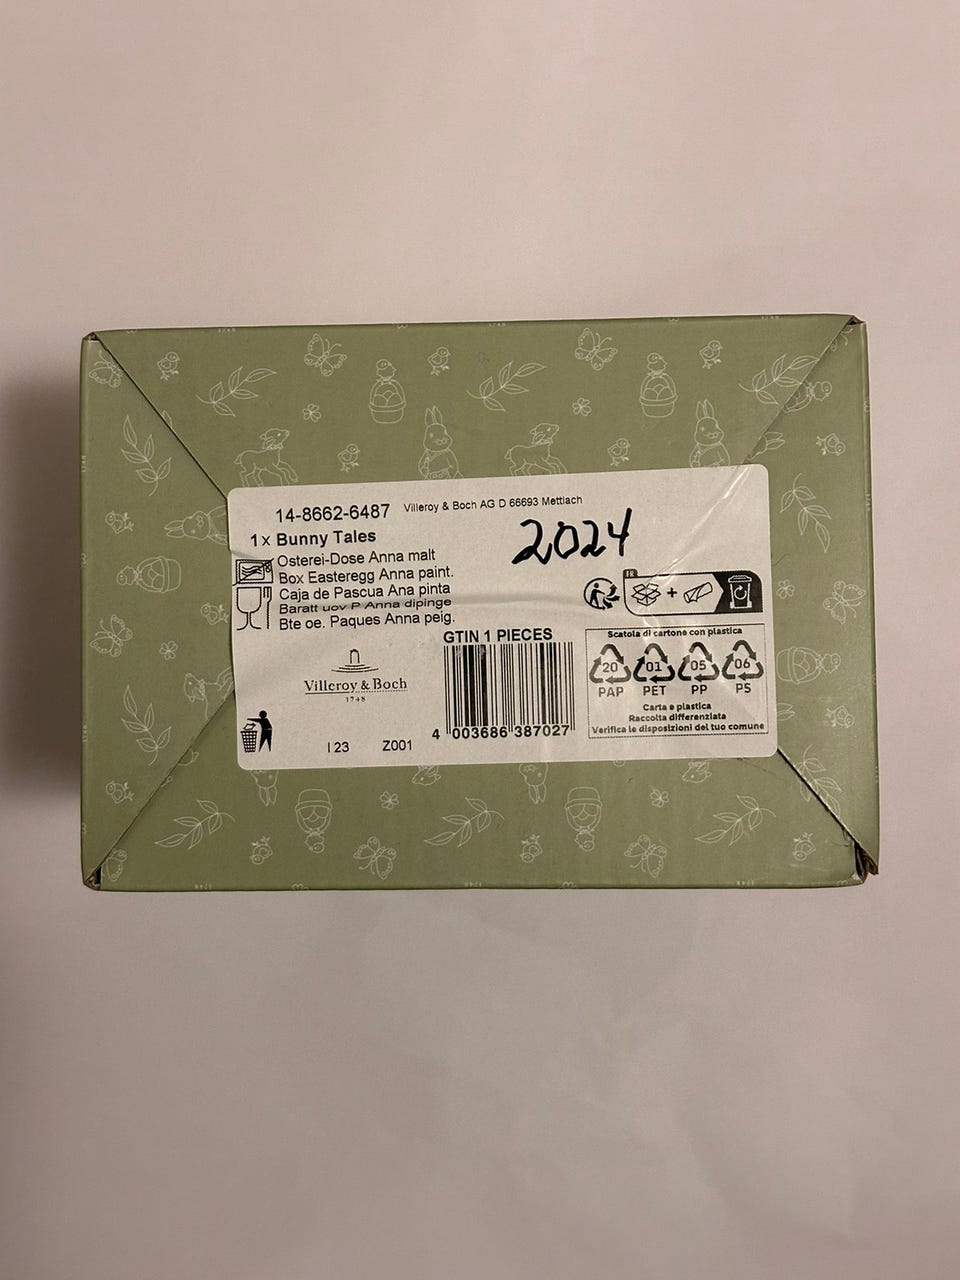 14-8662-6487 Villeroy & Boch AG D 66693 Mettlach
2024
1x Bunny Tales
Osterei-Dose Anna malt
Box Easteregg Anna paint.
Caja de Pascua Ana pinta
Baratt uov P Anna dipinge
Bte oe. Paques Anna peig.
FR
+
GTIN 1 PIECES
4 003686 387027
Villeroy & Boch
1748
I 23 Z001
Scatola di cartone con plastica
20 01 05 06
PAP PET PP PS
Carta e plastica
Raccolta differenziata
Verifica le disposizioni del tuo comune